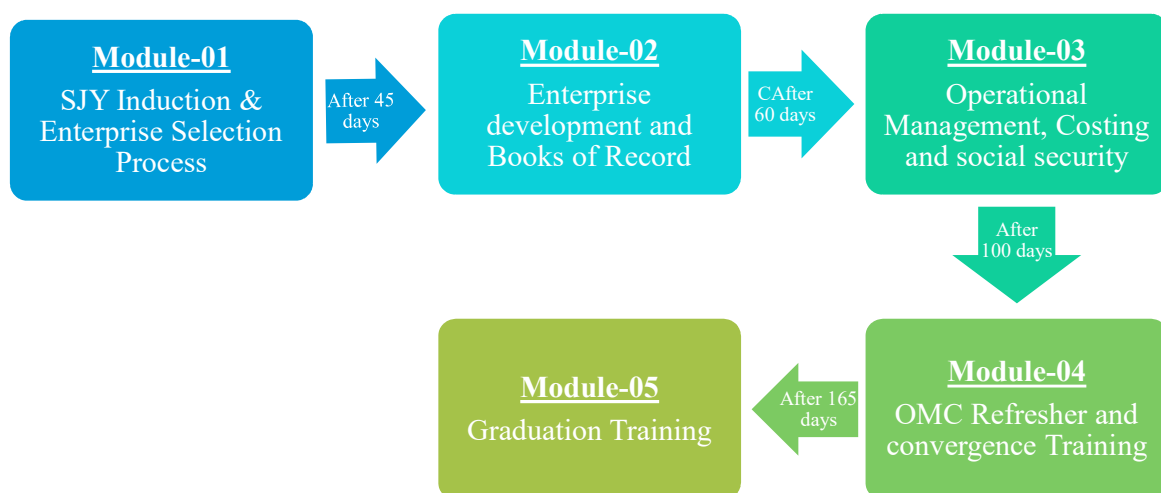 Module-01
SJY Induction &
Enterprise Selection
Process
After 45
days
Module-02
Enterprise
development and
Books of Record
CAfter
60 days
Module-03
Operational
Management, Costing
and social security
After
100 days
Module-04
OMC Refresher and
convergence Training
After 165
days
Module-05
Graduation Training